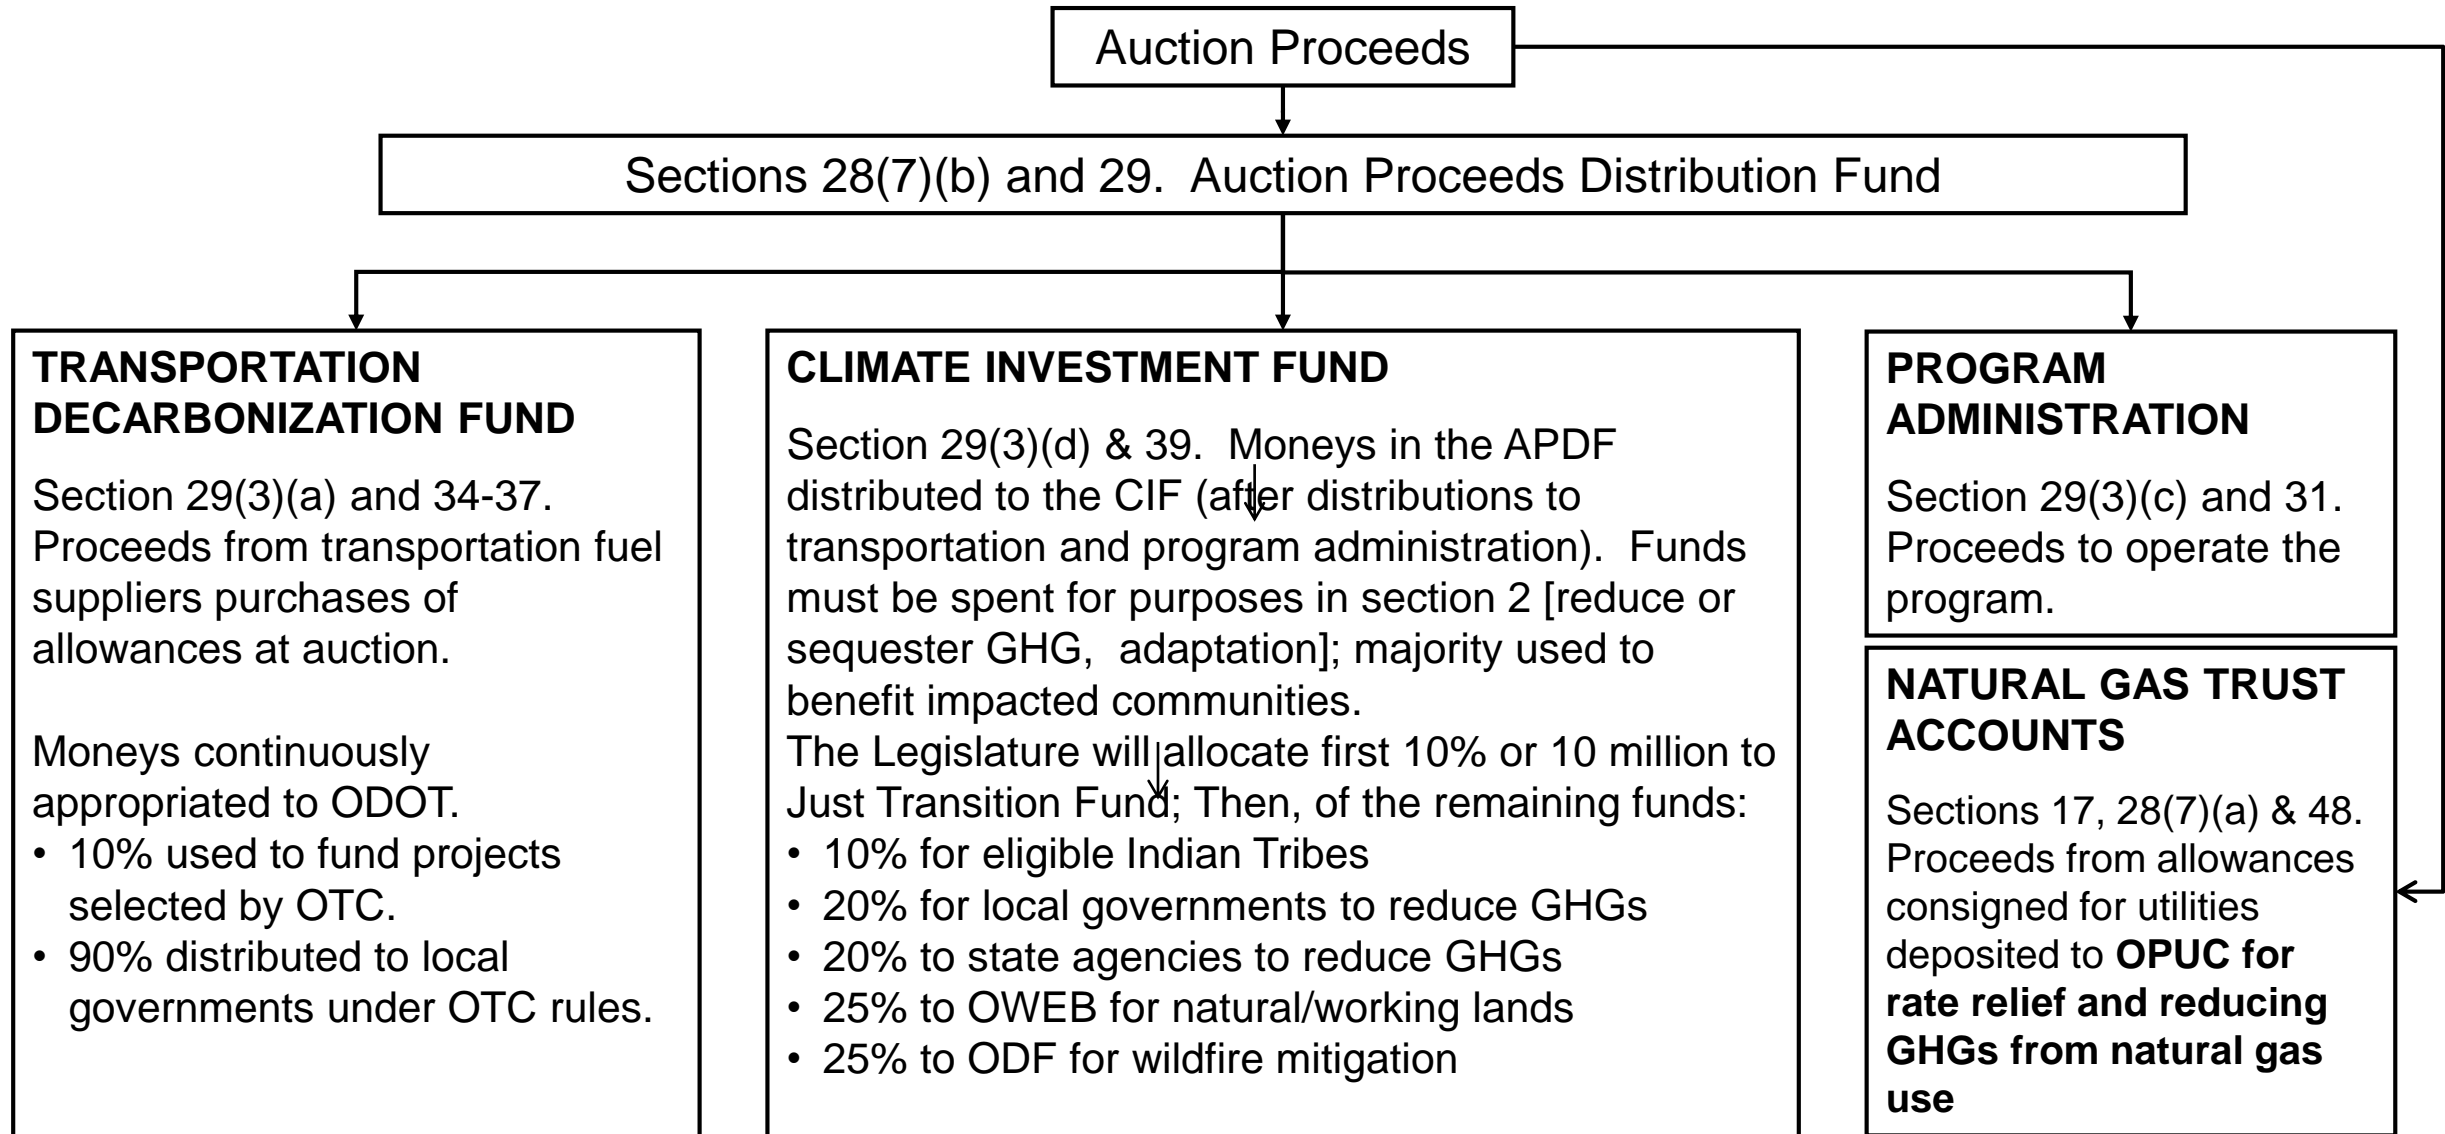 Auction Proceeds
Sections 28(7)(b) and 29.  Auction Proceeds Distribution Fund
TRANSPORTATION
DECARBONIZATION FUND
Section 29(3)(a) and 34-37.
Proceeds from transportation fuel
suppliers purchases of
allowances at auction.
Moneys continuously
appropriated to ODOT.
• 10% used to fund projects
selected by OTC.
• 90% distributed to local
governments under OTC rules.
CLIMATE INVESTMENT FUND
Section 29(3)(d) & 39.  Moneys in the APDF
distributed to the CIF (after distributions to
transportation and program administration).  Funds
must be spent for purposes in section 2 [reduce or
sequester GHG,  adaptation]; majority used to
benefit impacted communities.
The Legislature will allocate first 10% or 10 million to
Just Transition Fund; Then, of the remaining funds:
• 10% for eligible Indian Tribes
• 20% for local governments to reduce GHGs
• 20% to state agencies to reduce GHGs
• 25% to OWEB for natural/working lands
• 25% to ODF for wildfire mitigation
PROGRAM
ADMINISTRATION
Section 29(3)(c) and 31.
Proceeds to operate the
program.
NATURAL GAS TRUST
ACCOUNTS
Sections 17, 28(7)(a) & 48.
Proceeds from allowances
consigned for utilities
deposited to OPUC for
rate relief and reducing
GHGs from natural gas
use